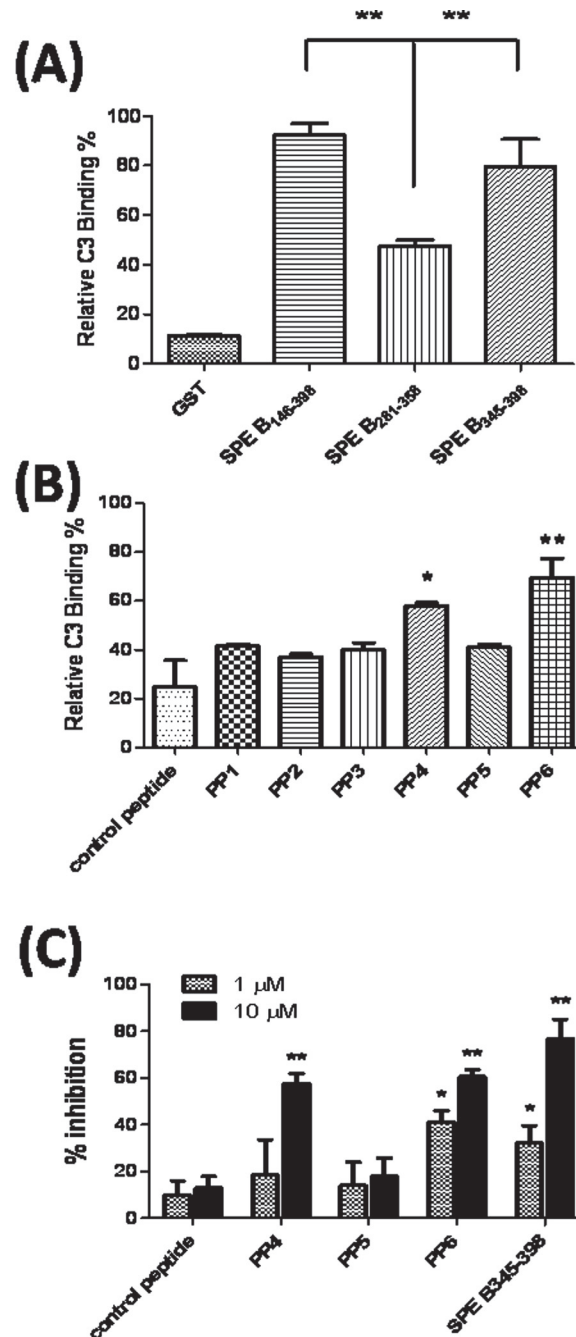 (A)
** **
Relative C3 Binding %
100
80
60
40
20
0
GST
SPE B146-398
SPE B281-358
SPE B345-398
(B)
Relative C3 Binding %
100
80
60
40
20
0
*
**
control peptide
PP1
PP2
PP3
PP4
PP5
PP6
(C)
% inhibition
100
80
60
40
20
0
1 μM
10 μM
**
* **
* **
control peptide
PP4
PP5
PP6
SPE B345-398